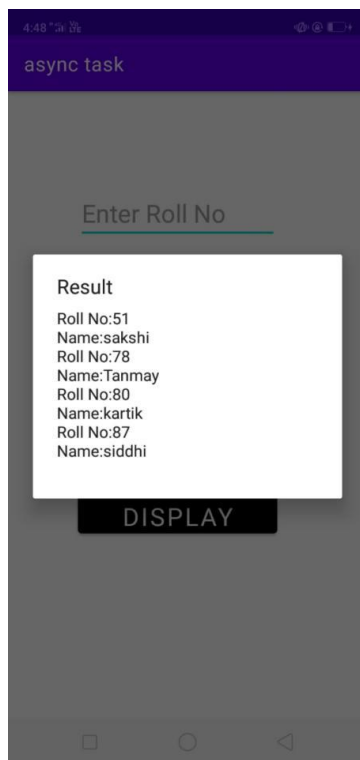 4:48
async task
Enter Roll No
Result
Roll No:51
Name:sakshi
Roll No:78
Name:Tanmay
Roll No:80
Name:kartik
Roll No:87
Name:siddhi
DISPLAY